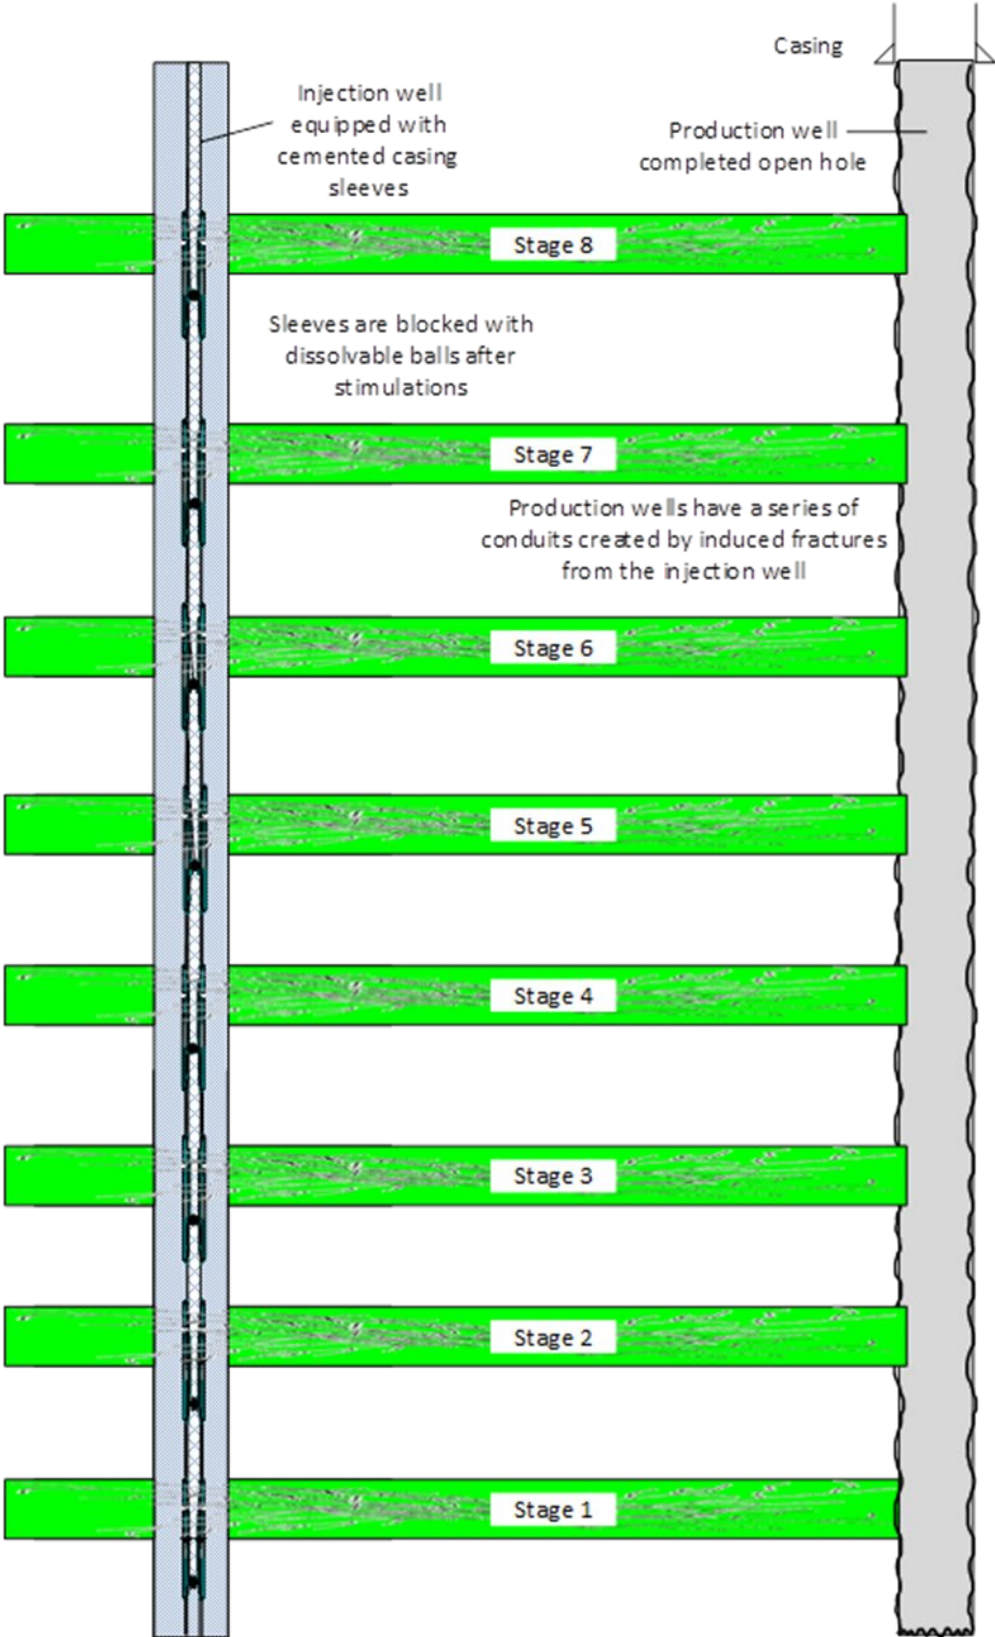 Casing
Injection well
equipped with
cemented casing
sleeves
Production well
completed open hole
Stage 8
Sleeves are blocked with
dissolvable balls after
stimulations
Stage 7
Production wells have a series of
conduits created by induced fractures
from the injection well
Stage 6
Stage 5
Stage 4
Stage 3
Stage 2
Stage 1